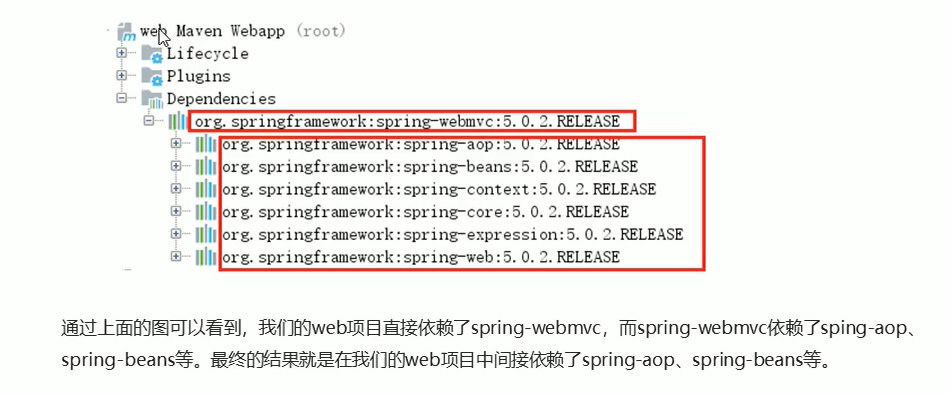 web Maven Webapp (root)
Lifecycle
Plugins
Dependencies
org.springframework:spring-webmvc:5.0.2.RELEASE
org.springframework:spring-aop:5.0.2.RELEASE
org.springframework:spring-beans:5.0.2.RELEASE
org.springframework:spring-context:5.0.2.RELEASE
org.springframework:spring-core:5.0.2.RELEASE
org.springframework:spring-expression:5.0.2.RELEASE
org.springframework:spring-web:5.0.2.RELEASE
通过上面的图可以看到，我们的web项目直接依赖了spring-webmvc，而spring-webmvc依赖了sping-aop、
spring-beans等。最终的结果就是在我们的web项目中间接依赖了spring-aop、spring-beans等。